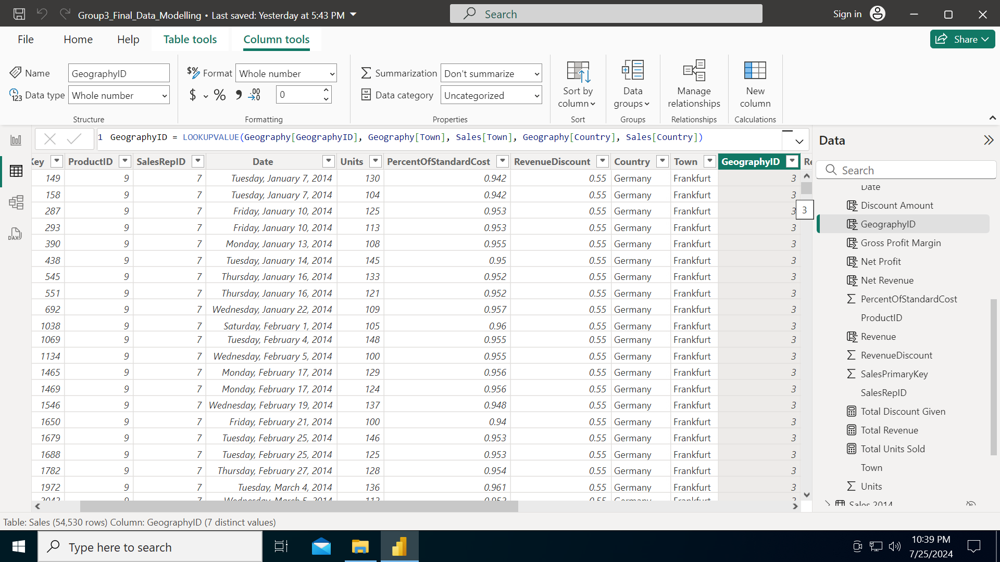 Group3_Final_Data_Modelling • Last saved: Yesterday at 5:43 PM
Search
Sign in
File Home Help Table tools Column tools
Share
Name GeographyID $% Format Whole number Summarization Don't summarize
Data type Whole number $ % 0 Data category Uncategorized
Sort by column
Data groups
Manage relationships
New column
Structure Formatting Properties Sort Groups Relationships Calculations
1 GeographyID = LOOKUPVALUE(Geography[GeographyID], Geography[Town], Sales[Town], Geography[Country], Sales[Country])
Key ProductID SalesRepID Date Units PercentOfStandardCost RevenueDiscount Country Town GeographyID Re
149 9 7 Tuesday, January 7, 2014 130 0.942 0.55 Germany Frankfurt 3
158 9 7 Tuesday, January 7, 2014 104 0.942 0.55 Germany Frankfurt 3
287 9 7 Friday, January 10, 2014 125 0.953 0.55 Germany Frankfurt 3
3
293 9 7 Friday, January 10, 2014 113 0.953 0.55 Germany Frankfurt 3
390 9 7 Monday, January 13, 2014 108 0.955 0.55 Germany Frankfurt 3
438 9 7 Tuesday, January 14, 2014 145 0.95 0.55 Germany Frankfurt 3
545 9 7 Thursday, January 16, 2014 133 0.952 0.55 Germany Frankfurt 3
551 9 7 Thursday, January 16, 2014 121 0.952 0.55 Germany Frankfurt 3
692 9 7 Wednesday, January 22, 2014 109 0.957 0.55 Germany Frankfurt 3
1038 9 7 Saturday, February 1, 2014 105 0.96 0.55 Germany Frankfurt 3
1069 9 7 Tuesday, February 4, 2014 148 0.955 0.55 Germany Frankfurt 3
1134 9 7 Wednesday, February 5, 2014 100 0.955 0.55 Germany Frankfurt 3
1465 9 7 Monday, February 17, 2014 129 0.956 0.55 Germany Frankfurt 3
1469 9 7 Monday, February 17, 2014 124 0.956 0.55 Germany Frankfurt 3
1546 9 7 Wednesday, February 19, 2014 137 0.948 0.55 Germany Frankfurt 3
1650 9 7 Friday, February 21, 2014 100 0.94 0.55 Germany Frankfurt 3
1679 9 7 Tuesday, February 25, 2014 146 0.953 0.55 Germany Frankfurt 3
1688 9 7 Tuesday, February 25, 2014 125 0.953 0.55 Germany Frankfurt 3
1782 9 7 Thursday, February 27, 2014 128 0.954 0.55 Germany Frankfurt 3
1972 9 7 Tuesday, March 4, 2014 136 0.961 0.55 Germany Frankfurt 3
9 7 Wednesday, March 5, 2014 0.55 Germany Frankfurt 3
Data
Search
Date
Discount Amount
GeographyID
Gross Profit Margin
Net Profit
Net Revenue
PercentOfStandardCost
ProductID
Revenue
RevenueDiscount
SalesPrimaryKey
SalesRepID
Total Discount Given
Total Revenue
Total Units Sold
Town
Units
Sales 2014
DAX
Table: Sales (54,530 rows) Column: GeographyID (7 distinct values)
Type here to search
10:39 PM
7/25/2024